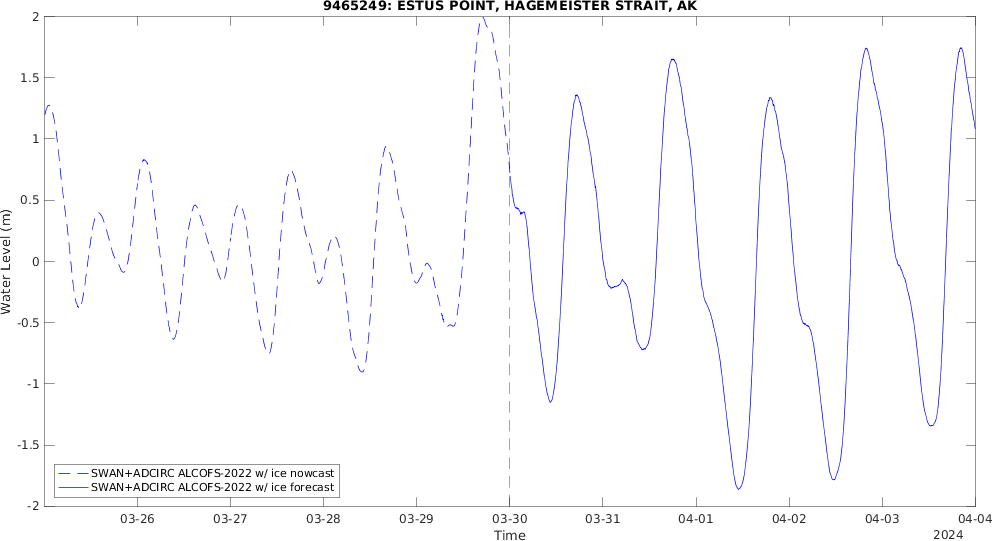 9465249: ESTUS POINT, HAGEMEISTER STRAIT, AK
2
1.5
1
0.5
0
-0.5
-1
-1.5
-2
Water Level (m)
SWAN+ADCIRC ALCOFS-2022 w/ ice nowcast
SWAN+ADCIRC ALCOFS-2022 w/ ice forecast
03-26 03-27 03-28 03-29 03-30 03-31 04-01 04-02 04-03 04-04
Time
2024